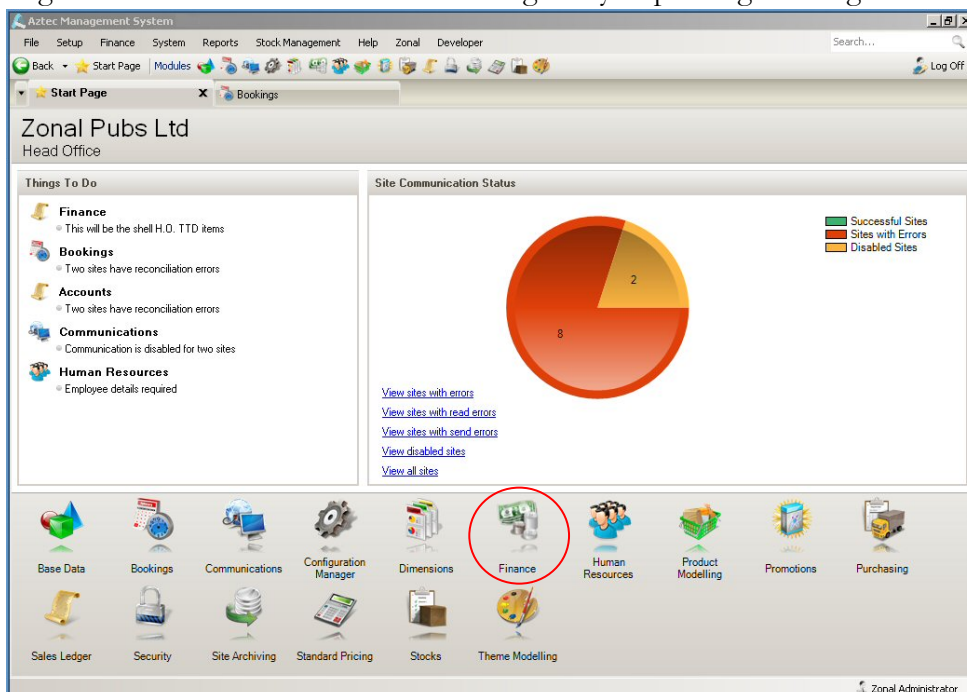 Aztec Management System
File Setup Finance System Reports Stock Management Help Zonal Developer Search...
Back Start Page Modules Log Off
Start Page X Bookings
Zonal Pubs Ltd
Head Office
Things To Do
Finance
This will be the shell H.O. TTD items
Bookings
Two sites have reconciliation errors
Accounts
Two sites have reconciliation errors
Communications
Communication is disabled for two sites
Human Resources
Employee details required
Site Communication Status
Successful Sites
Sites with Errors
Disabled Sites
2
8
View sites with errors
View sites with read errors
View sites with send errors
View disabled sites
View all sites
Base Data Bookings Communications Configuration Manager Dimensions Finance Human Resources Product Modelling Promotions Purchasing
Sales Ledger Security Site Archiving Standard Pricing Stocks Theme Modelling
Zonal Administrator